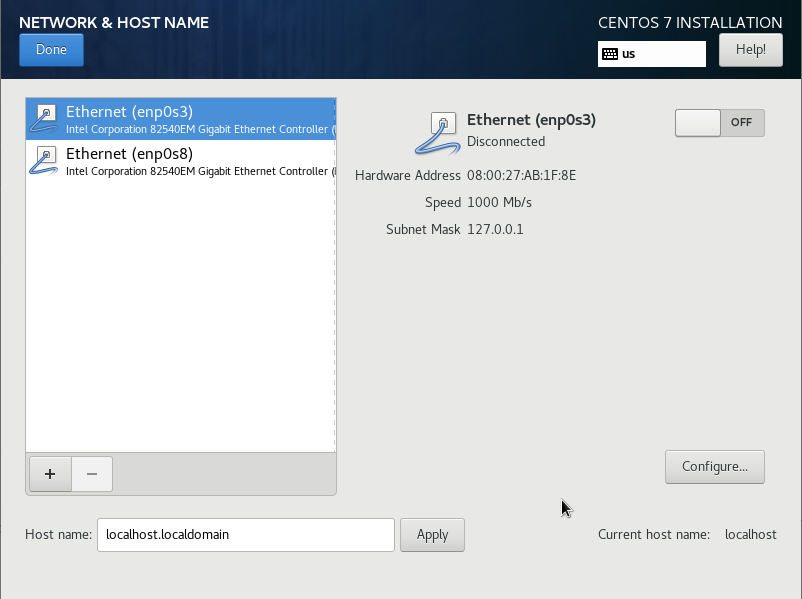 NETWORK & HOST NAME
CENTOS 7 INSTALLATION
Done
us
Help!
Ethernet (enp0s3)
Intel Corporation 82540EM Gigabit Ethernet Controller (
Ethernet (enp0s8)
Intel Corporation 82540EM Gigabit Ethernet Controller (
Ethernet (enp0s3)
Disconnected
OFF
Hardware Address 08:00:27:AB:1F:8E
Speed 1000 Mb/s
Subnet Mask 127.0.0.1
+ −
Configure...
Host name: localhost.localdomain Apply
Current host name: localhost